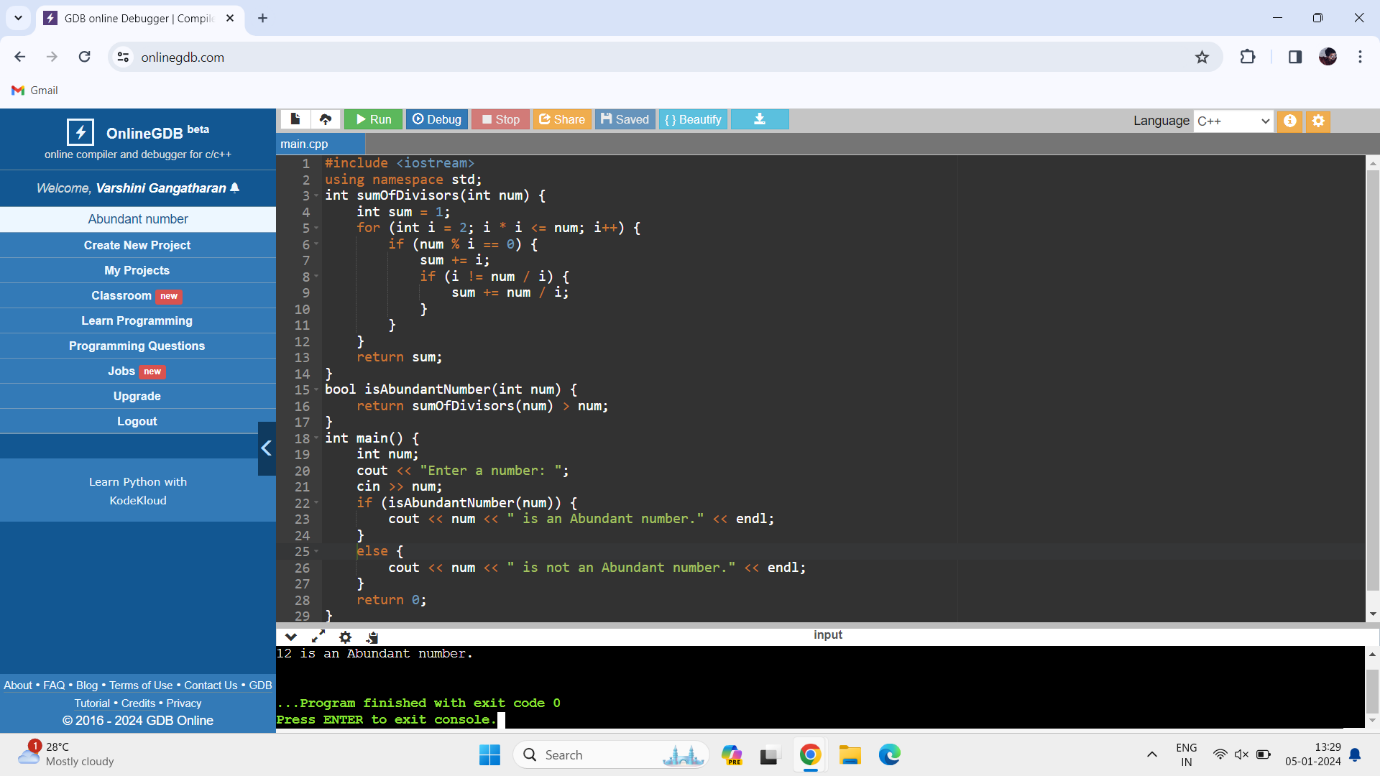 GDB online Debugger | Compile
onlinegdb.com
Gmail
OnlineGDB beta
online compiler and debugger for c/c++
Welcome, Varshini Gangatharan
Abundant number
Create New Project
My Projects
Classroom new
Learn Programming
Programming Questions
Jobs new
Upgrade
Logout
Learn Python with
KodeKloud
About • FAQ • Blog • Terms of Use • Contact Us • GDB
Tutorial • Credits • Privacy
© 2016 - 2024 GDB Online
Run Debug Stop Share Saved { } Beautify Language C++
main.cpp
1 #include <iostream>
2 using namespace std;
3 int sumOfDivisors(int num) {
4     int sum = 1;
5     for (int i = 2; i * i <= num; i++) {
6         if (num % i == 0) {
7             sum += i;
8             if (i != num / i) {
9                 sum += num / i;
10             }
11         }
12     }
13     return sum;
14 }
15 bool isAbundantNumber(int num) {
16     return sumOfDivisors(num) > num;
17 }
18 int main() {
19     int num;
20     cout << "Enter a number: ";
21     cin >> num;
22     if (isAbundantNumber(num)) {
23         cout << num << " is an Abundant number." << endl;
24     }
25     else {
26         cout << num << " is not an Abundant number." << endl;
27     }
28     return 0;
29 }
input
12 is an Abundant number.
...Program finished with exit code 0
Press ENTER to exit console.
1
28°C
Mostly cloudy
Search
PRE
ENG
IN
13:29
05-01-2024